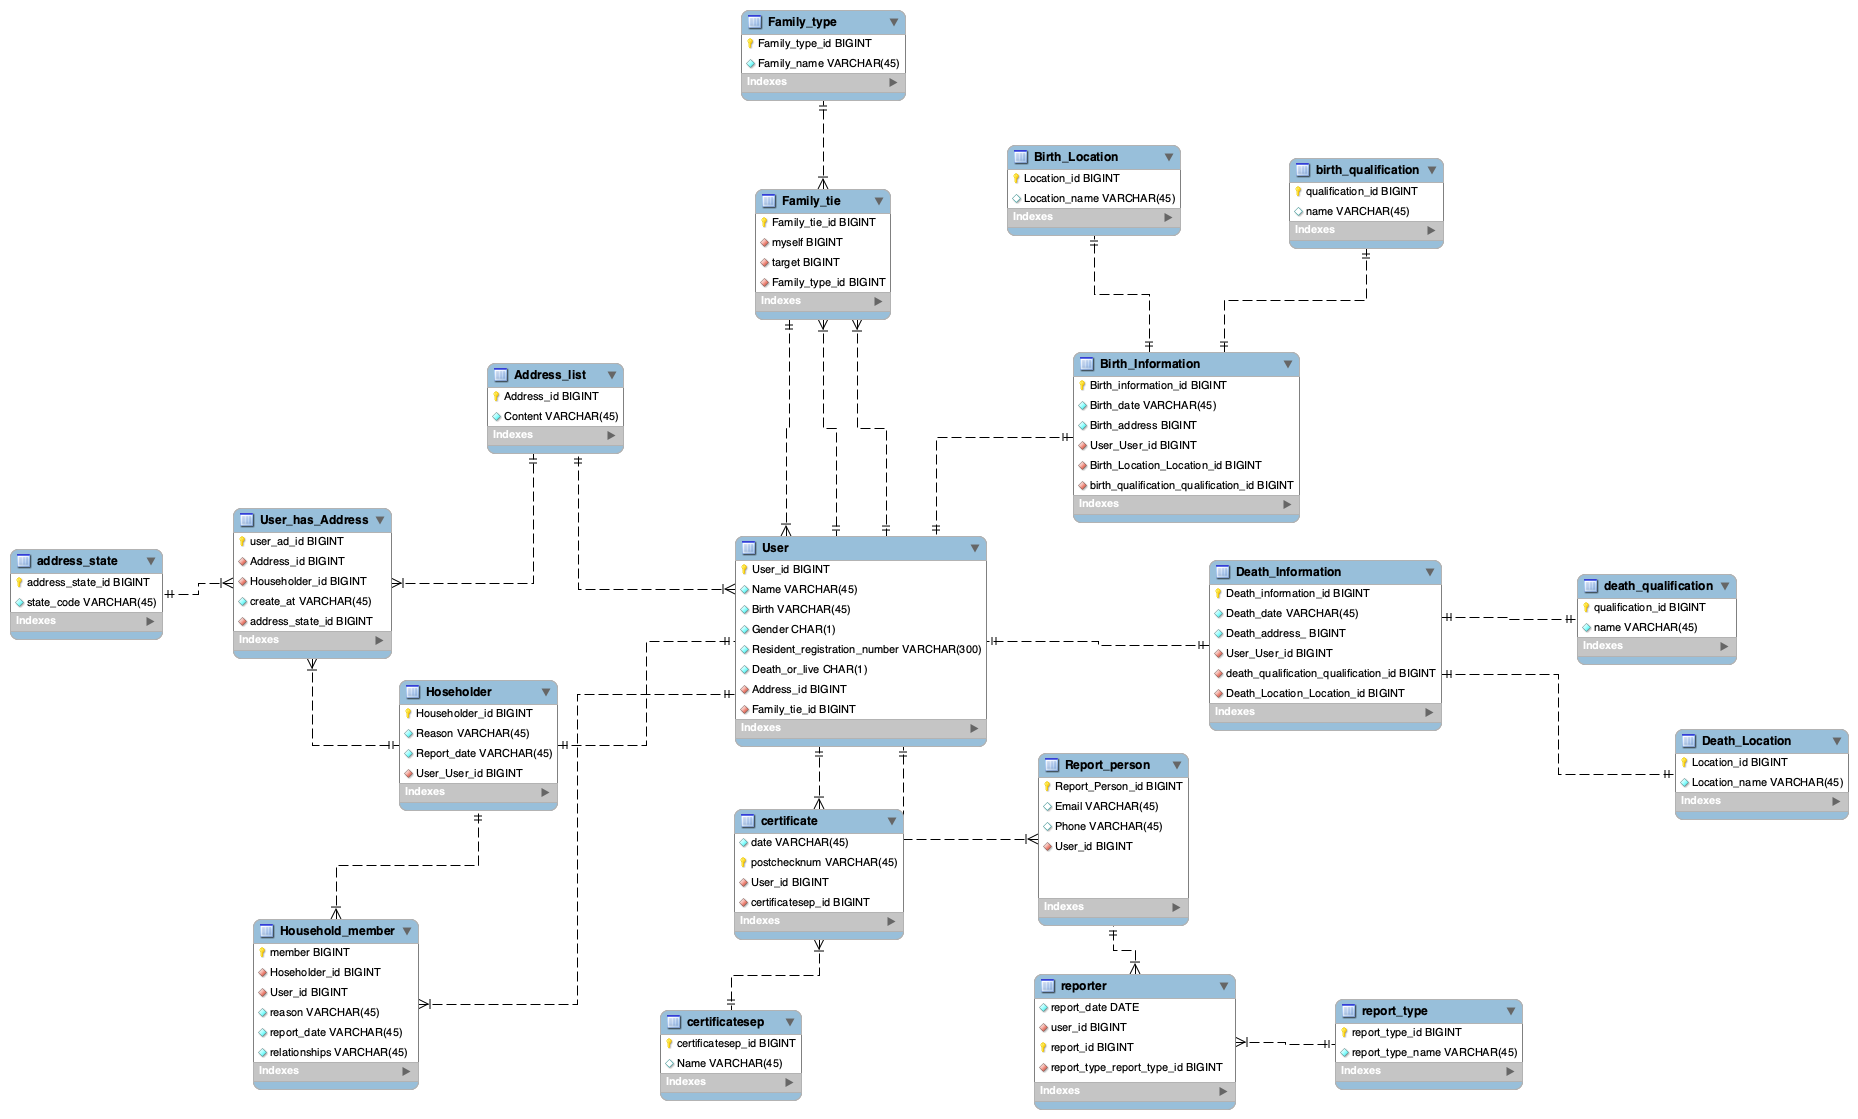 Family_type
Family_type_id BIGINT
Family_name VARCHAR(45)
Indexes
Birth_Location
Location_id BIGINT
Location_name VARCHAR(45)
Indexes
birth_qualification
qualification_id BIGINT
name VARCHAR(45)
Indexes
Family_tie
Family_tie_id BIGINT
myself BIGINT
target BIGINT
Family_type_id BIGINT
Indexes
Address_list
Address_id BIGINT
Content VARCHAR(45)
Indexes
Birth_Information
Birth_information_id BIGINT
Birth_date VARCHAR(45)
Birth_address BIGINT
User_User_id BIGINT
Birth_Location_Location_id BIGINT
birth_qualification_qualification_id BIGINT
Indexes
address_state
address_state_id BIGINT
state_code VARCHAR(45)
Indexes
User_has_Address
user_ad_id BIGINT
Address_id BIGINT
Householder_id BIGINT
create_at VARCHAR(45)
address_state_id BIGINT
Indexes
User
User_id BIGINT
Name VARCHAR(45)
Birth VARCHAR(45)
Gender CHAR(1)
Resident_registration_number VARCHAR(300)
Death_or_live CHAR(1)
Address_id BIGINT
Family_tie_id BIGINT
Indexes
Death_Information
Death_information_id BIGINT
Death_date VARCHAR(45)
Death_address_ BIGINT
User_User_id BIGINT
death_qualification_qualification_id BIGINT
Death_Location_Location_id BIGINT
Indexes
death_qualification
qualification_id BIGINT
name VARCHAR(45)
Indexes
Hoseholder
Householder_id BIGINT
Reason VARCHAR(45)
Report_date VARCHAR(45)
User_User_id BIGINT
Indexes
Death_Location
Location_id BIGINT
Location_name VARCHAR(45)
Indexes
Report_person
Report_Person_id BIGINT
Email VARCHAR(45)
Phone VARCHAR(45)
User_id BIGINT
Indexes
certificate
date VARCHAR(45)
postchecknum VARCHAR(45)
User_id BIGINT
certificatesep_id BIGINT
Indexes
Household_member
member BIGINT
Hoseholder_id BIGINT
User_id BIGINT
reason VARCHAR(45)
report_date VARCHAR(45)
relationships VARCHAR(45)
Indexes
certificatesep
certificatesep_id BIGINT
Name VARCHAR(45)
Indexes
reporter
report_date DATE
user_id BIGINT
report_id BIGINT
report_type_report_type_id BIGINT
Indexes
report_type
report_type_id BIGINT
report_type_name VARCHAR(45)
Indexes